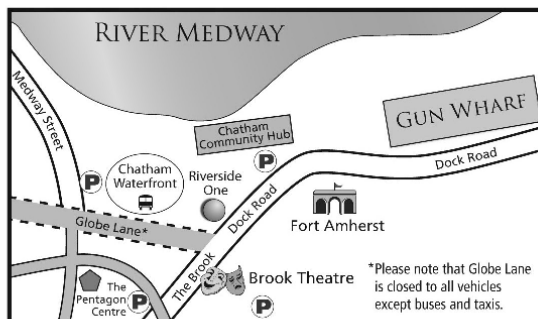 RIVER MEDWAY
Medway Street
GUN WHARF
Chatham
Community Hub
P
Dock Road
P
Chatham
Waterfront
Riverside
One
Dock Road
Fort Amherst
Globe Lane*
The Brook
Brook Theatre
The
Pentagon
Centre
P
P
*Please note that Globe Lane
is closed to all vehicles
except buses and taxis.